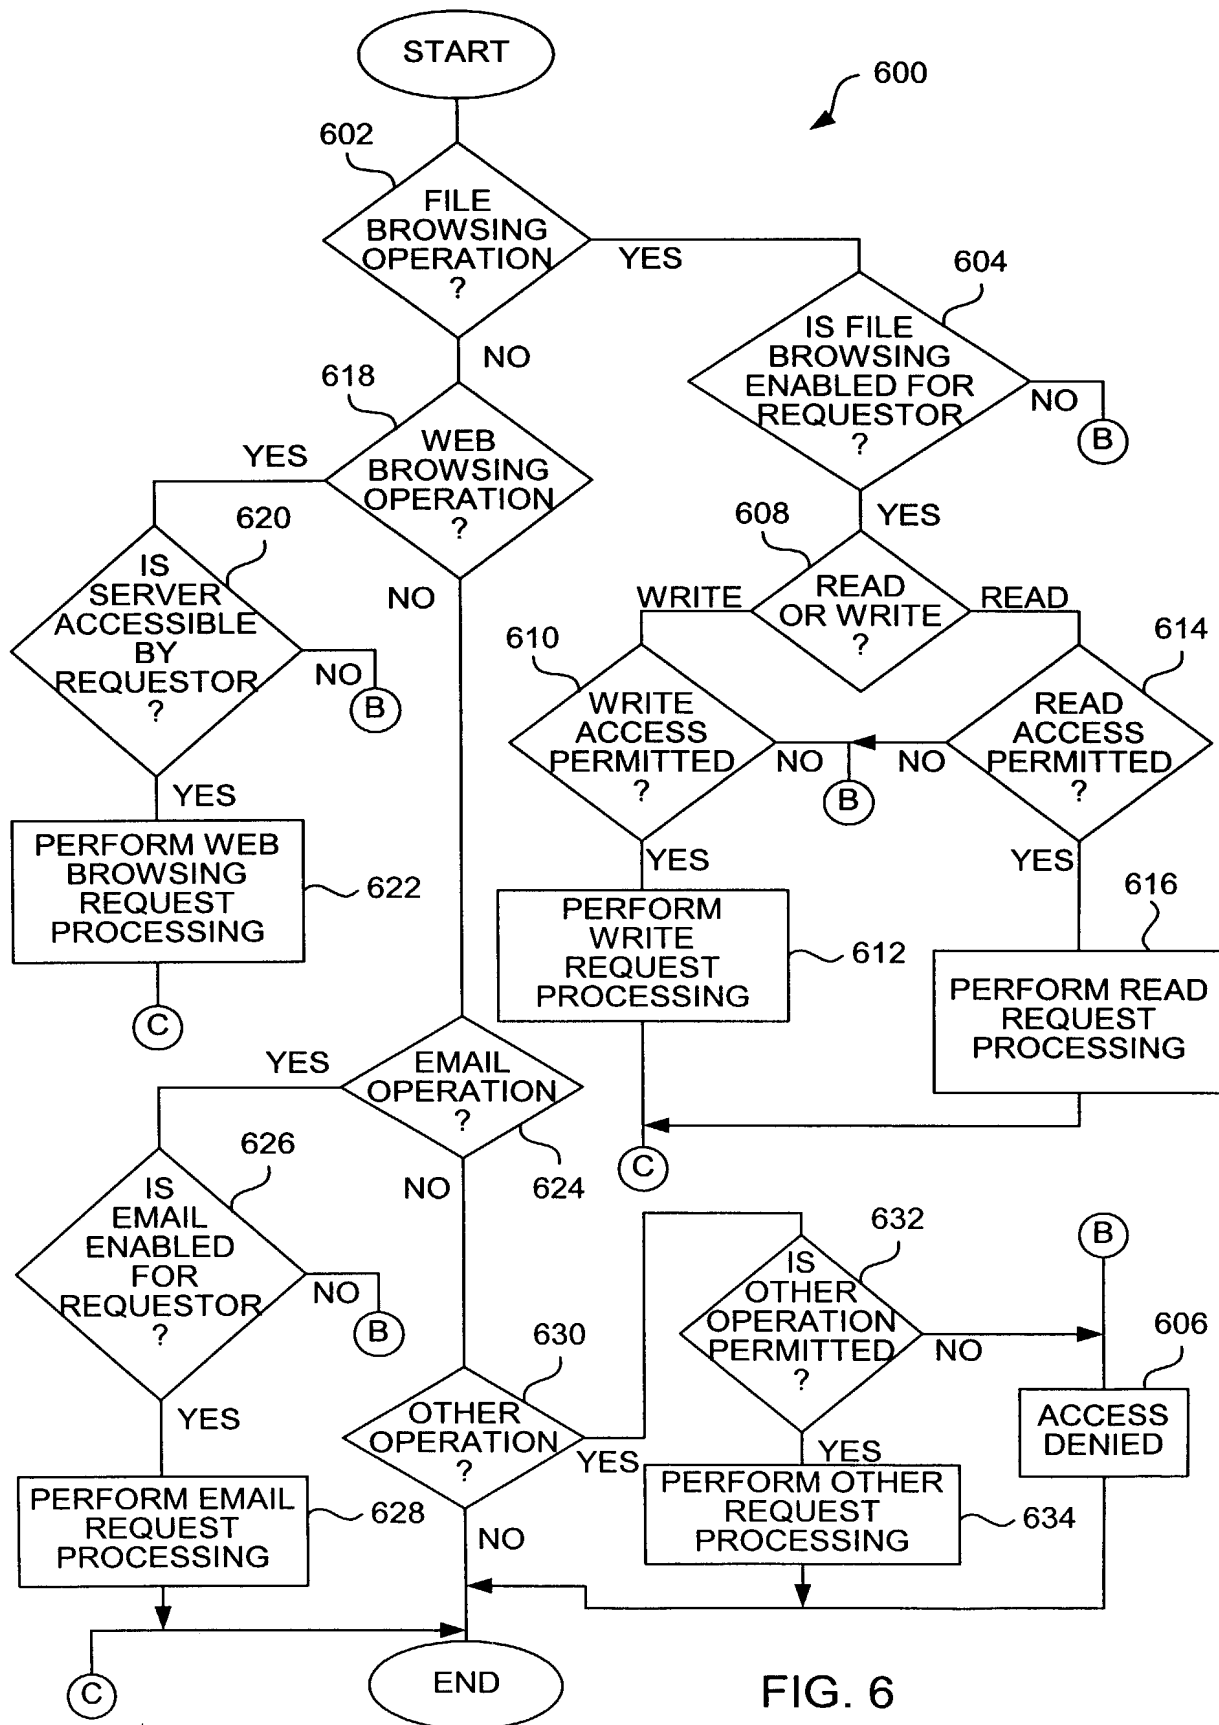 START
600
602
FILE
BROWSING
OPERATION
?
YES
604
IS FILE
BROWSING
ENABLED FOR
REQUESTOR
?
NO
B
NO
618
WEB
BROWSING
OPERATION
?
YES
YES
608
READ
OR WRITE
?
WRITE
READ
620
IS
SERVER
ACCESSIBLE
BY
REQUESTOR
?
NO
B
NO
610
WRITE
ACCESS
PERMITTED
?
NO
B
614
READ
ACCESS
PERMITTED
?
NO
YES
PERFORM WEB
BROWSING
REQUEST
PROCESSING
622
C
YES
PERFORM
WRITE
REQUEST
PROCESSING
612
YES
616
PERFORM READ
REQUEST
PROCESSING
C
YES
EMAIL
OPERATION
?
624
NO
626
IS
EMAIL
ENABLED
FOR
REQUESTOR
?
NO
B
632
IS
OTHER
OPERATION
PERMITTED
?
NO
B
606
ACCESS
DENIED
630
OTHER
OPERATION
?
YES
YES
PERFORM OTHER
REQUEST
PROCESSING
634
YES
PERFORM EMAIL
REQUEST
PROCESSING
628
NO
C
END
FIG. 6